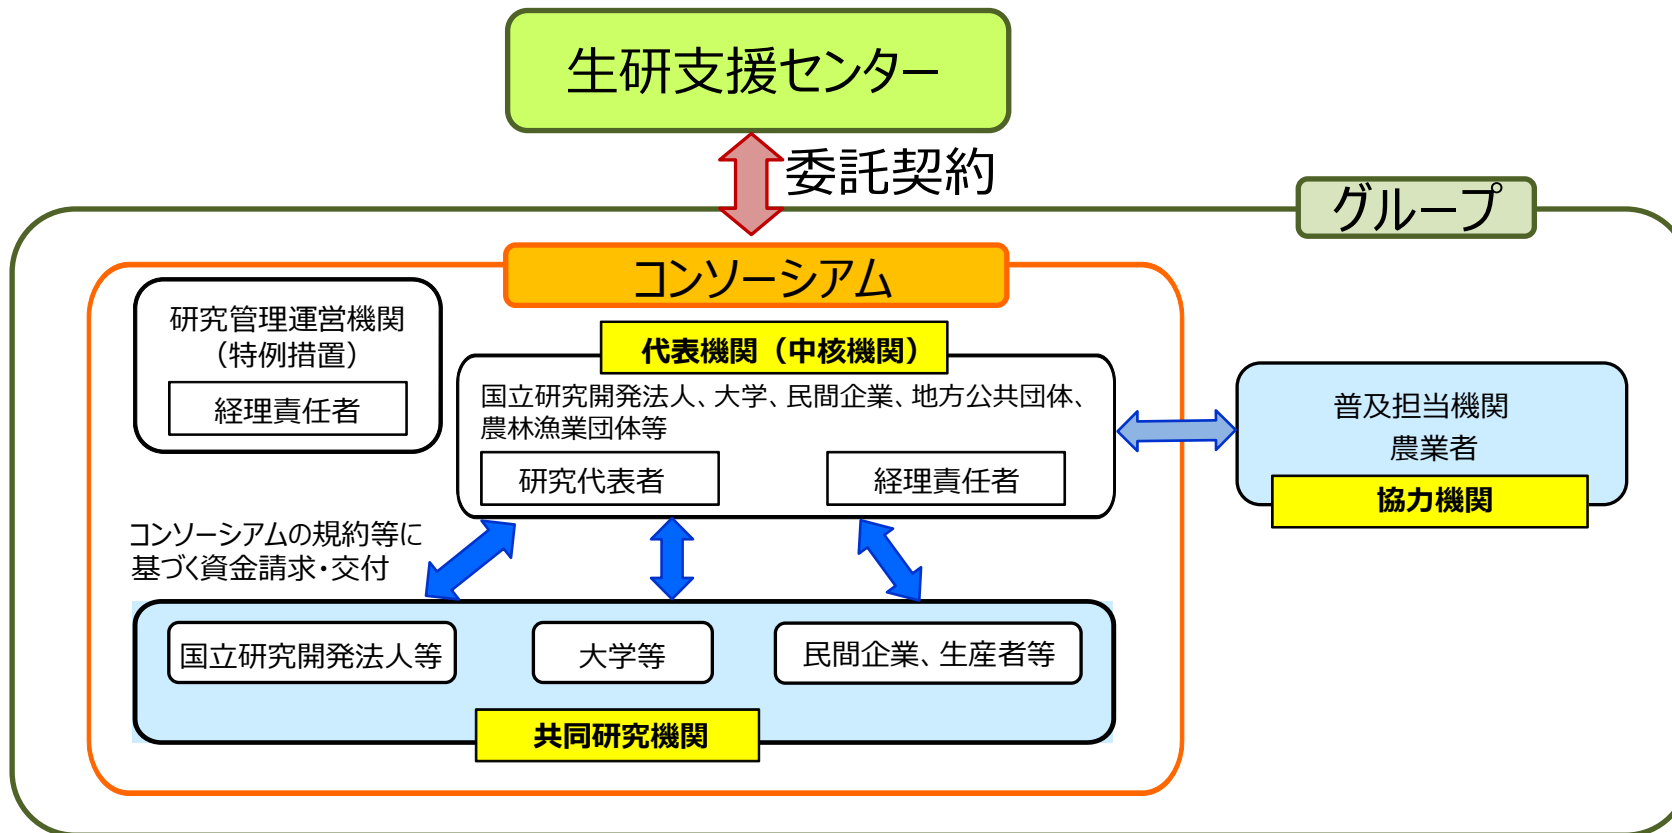 生研支援センター
委託契約
グループ
コンソーシアム
研究管理運営機関
（特例措置）
経理責任者
代表機関（中核機関）
国立研究開発法人、大学、民間企業、地方公共団体、
農林漁業団体等
研究代表者
経理責任者
普及担当機関
農業者
協力機関
コンソーシアムの規約等に
基づく資金請求・交付
国立研究開発法人等
大学等
民間企業、生産者等
共同研究機関